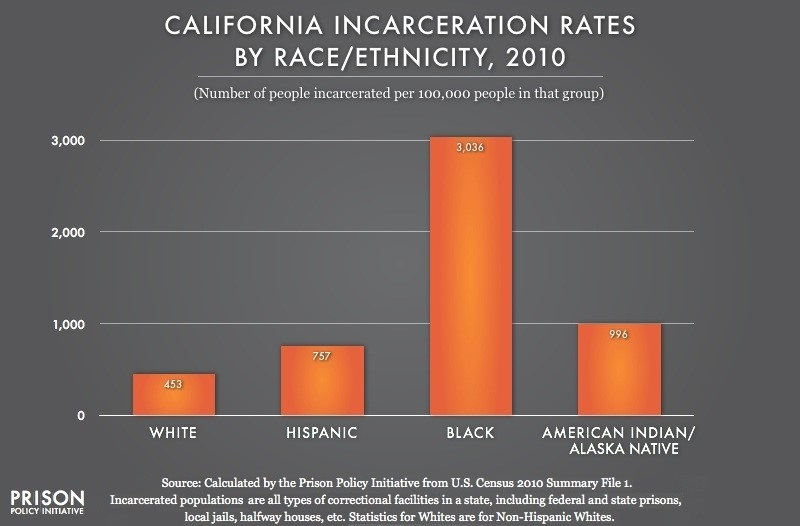 CALIFORNIA INCARCERATION RATES
BY RACE/ETHNICITY, 2010
(Number of people incarcerated per 100,000 people in that group)
3,000
2,000
1,000
0
453
757
3,036
996
WHITE
HISPANIC
BLACK
AMERICAN INDIAN/
ALASKA NATIVE
Source: Calculated by the Prison Policy Initiative from U.S. Census 2010 Summary File 1.
Incarcerated populations are all types of correctional facilities in a state, including federal and state prisons,
local jails, halfway houses, etc. Statistics for Whites are for Non-Hispanic Whites.
PRISON
POLICY INITIATIVE